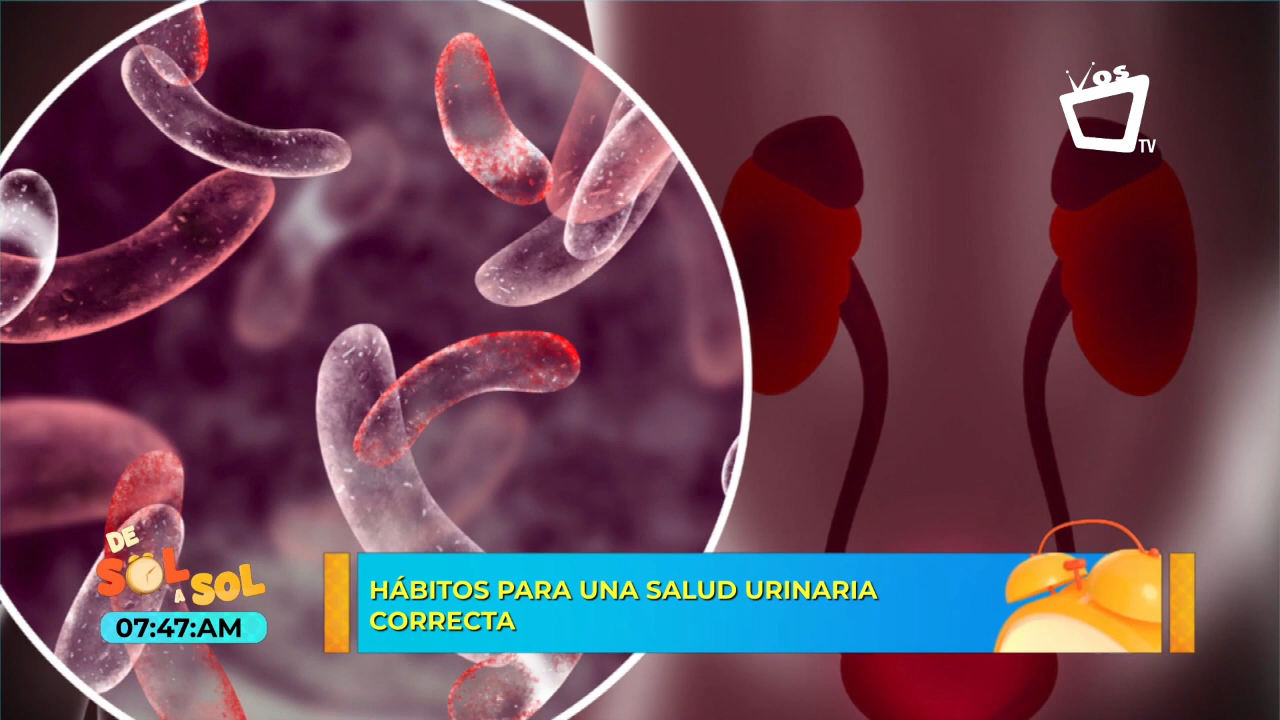 VOS
TV
DE
SOL
A SOL
07:47:AM
HÁBITOS PARA UNA SALUD URINARIA
CORRECTA